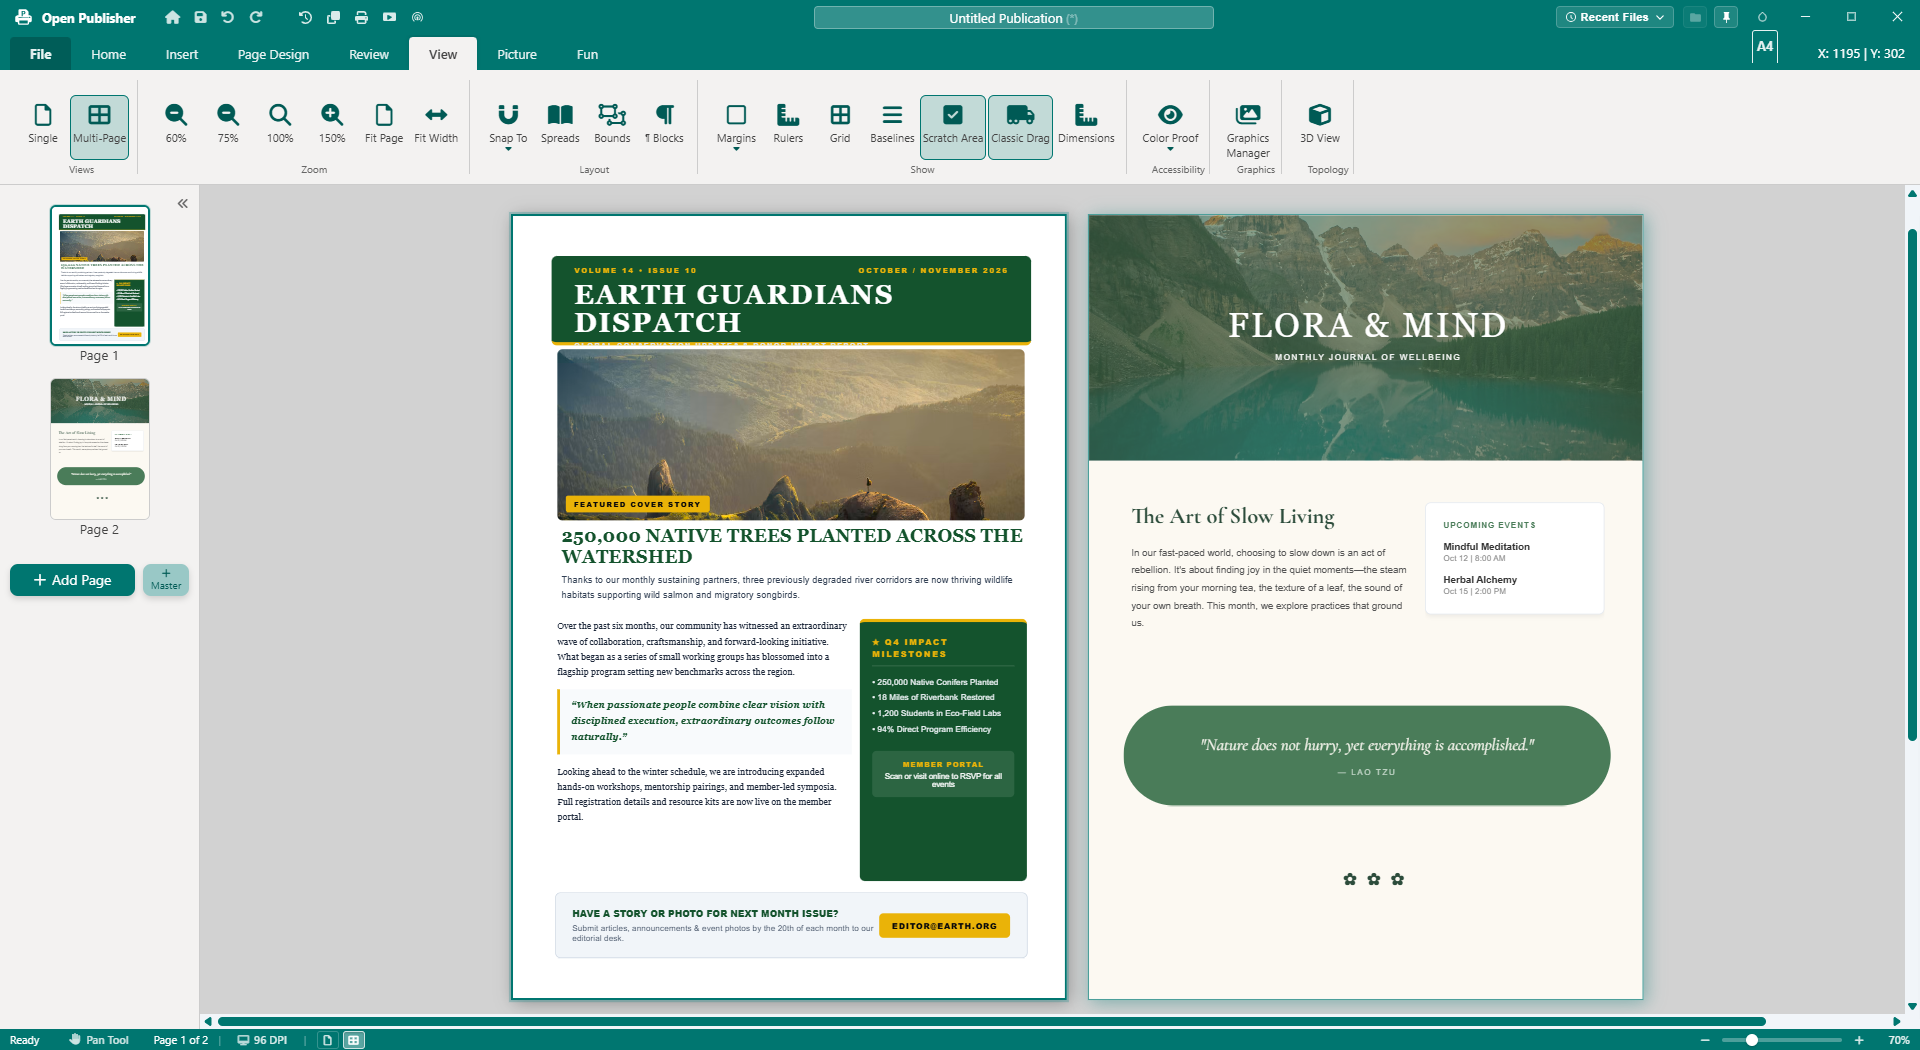 Open Publisher
Untitled Publication (*)
Recent Files
File
Home
Insert
Page Design
Review
View
Picture
Fun
A4
X: 1195 | Y: 302
Single
Multi-Page
60%
75%
100%
150%
Fit Page
Fit Width
Snap To
Spreads
Bounds
¶ Blocks
Margins
Rulers
Grid
Baselines
Scratch Area
Classic Drag
Dimensions
Color Proof
Graphics
Manager
3D View
Views
Zoom
Layout
Show
Accessibility
Graphics
Topology
EARTH GUARDIANS
DISPATCH
Page 1
FLORA & MIND
The Art of Slow Living
Page 2
+ Add Page
+
Master
VOLUME 14 • ISSUE 10
OCTOBER / NOVEMBER 2026
EARTH GUARDIANS
DISPATCH
FEATURED COVER STORY
250,000 NATIVE TREES PLANTED ACROSS THE
WATERSHED
Thanks to our monthly sustaining partners, three previously degraded river corridors are now thriving wildlife
habitats supporting wild salmon and migratory songbirds.
Over the past six months, our community has witnessed an extraordinary
wave of collaboration, craftsmanship, and forward-looking initiative.
What began as a series of small working groups has blossomed into a
flagship program setting new benchmarks across the region.
“When passionate people combine clear vision with
disciplined execution, extraordinary outcomes follow
naturally.”
Looking ahead to the winter schedule, we are introducing expanded
hands-on workshops, mentorship pairings, and member-led symposia.
Full registration details and resource kits are now live on the member
portal.
★ Q4 IMPACT
MILESTONES
• 250,000 Native Conifers Planted
• 18 Miles of Riverbank Restored
• 1,200 Students in Eco-Field Labs
• 94% Direct Program Efficiency
MEMBER PORTAL
Scan or visit online to RSVP for all
events
HAVE A STORY OR PHOTO FOR NEXT MONTH ISSUE?
Submit articles, announcements & event photos by the 20th of each month to our
editorial desk.
EDITOR@EARTH.ORG
FLORA & MIND
MONTHLY JOURNAL OF WELLBEING
The Art of Slow Living
In our fast-paced world, choosing to slow down is an act of
rebellion. It's about finding joy in the quiet moments—the steam
rising from your morning tea, the texture of a leaf, the sound of
your own breath. This month, we explore practices that ground
us.
UPCOMING EVENTS
Mindful Meditation
Oct 12 | 6:00 AM
Herbal Alchemy
Oct 15 | 2:00 PM
"Nature does not hurry, yet everything is accomplished."
— LAO TZU
✿ ✿ ✿
Ready
Pan Tool
Page 1 of 2
96 DPI
70%